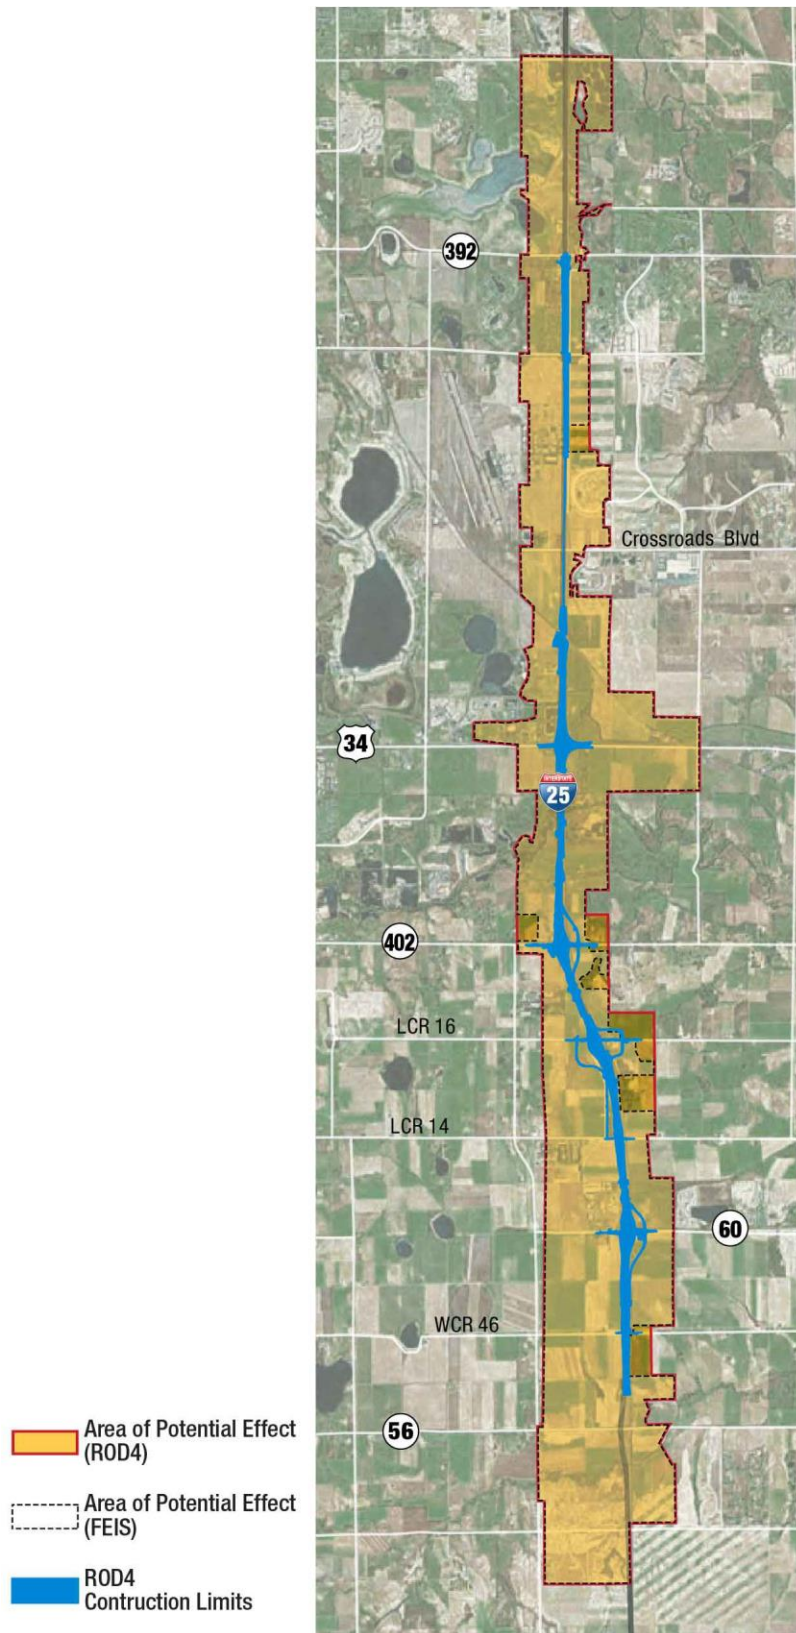 392
Crossroads Blvd
34
INTERSTATE
25
402
LCR 16
LCR 14
60
WCR 46
56
Area of Potential Effect
(ROD4)
Area of Potential Effect
(FEIS)
ROD4
Contruction Limits